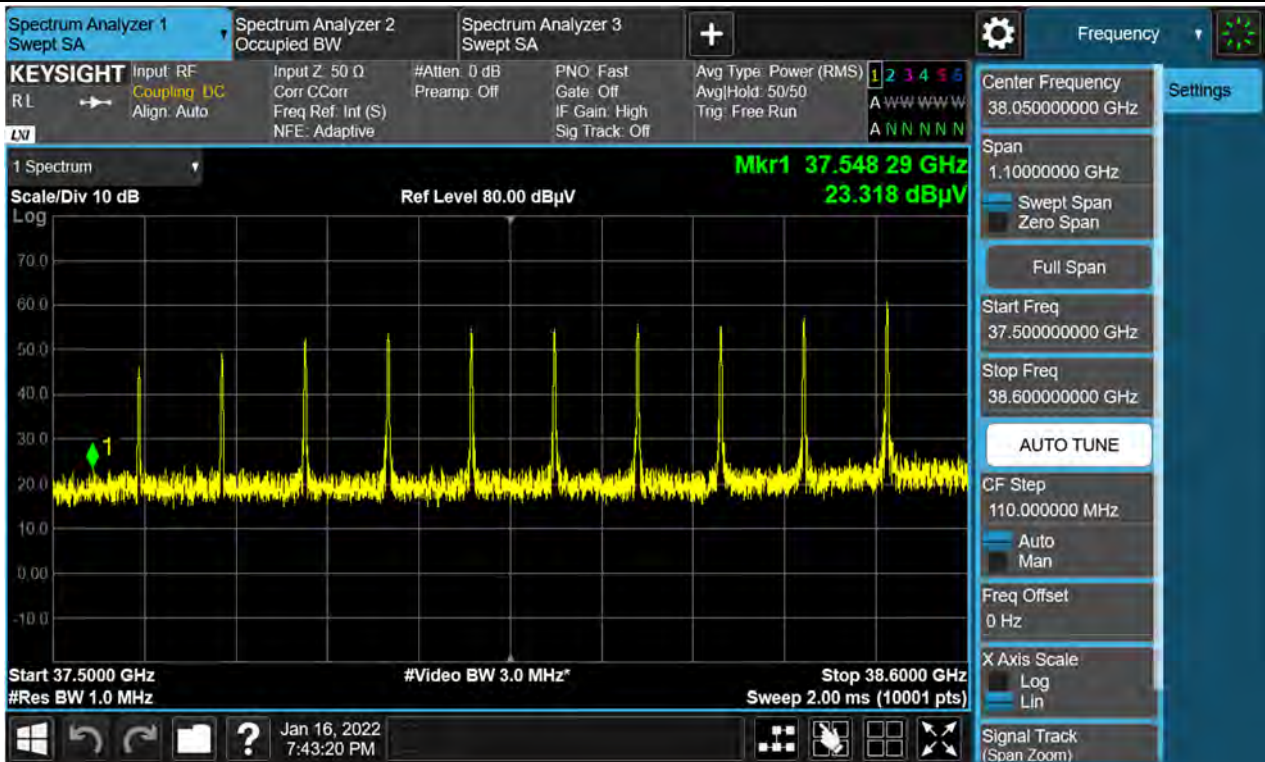 Spectrum Analyzer 1
Swept SA
Spectrum Analyzer 2
Occupied BW
Spectrum Analyzer 3
Swept SA
+
Frequency
KEYSIGHT
RL
LXI
Input: RF
Coupling: DC
Align: Auto
Input Z: 50 Ω
Corr CCorr
Freq Ref: Int (S)
NFE: Adaptive
#Atten: 0 dB
Preamp: Off
PNO: Fast
Gate: Off
IF Gain: High
Sig Track: Off
Avg Type: Power (RMS)
Avg|Hold: 50/50
Trig: Free Run
1 2 3 4 5 6
A W W W W W
A N N N N N
1 Spectrum
Scale/Div 10 dB
Ref Level 80.00 dBµV
Mkr1 37.548 29 GHz
23.318 dBµV
Log
70.0
60.0
50.0
40.0
30.0
20.0
10.0
0.00
-10.0
1
Start 37.5000 GHz
#Res BW 1.0 MHz
#Video BW 3.0 MHz*
Stop 38.6000 GHz
Sweep 2.00 ms (10001 pts)
Center Frequency
38.050000000 GHz
Span
1.10000000 GHz
Swept Span
Zero Span
Full Span
Start Freq
37.500000000 GHz
Stop Freq
38.600000000 GHz
AUTO TUNE
CF Step
110.000000 MHz
Auto
Man
Freq Offset
0 Hz
X Axis Scale
Log
Lin
Signal Track
(Span Zoom)
Settings
?
Jan 16, 2022
7:43:20 PM